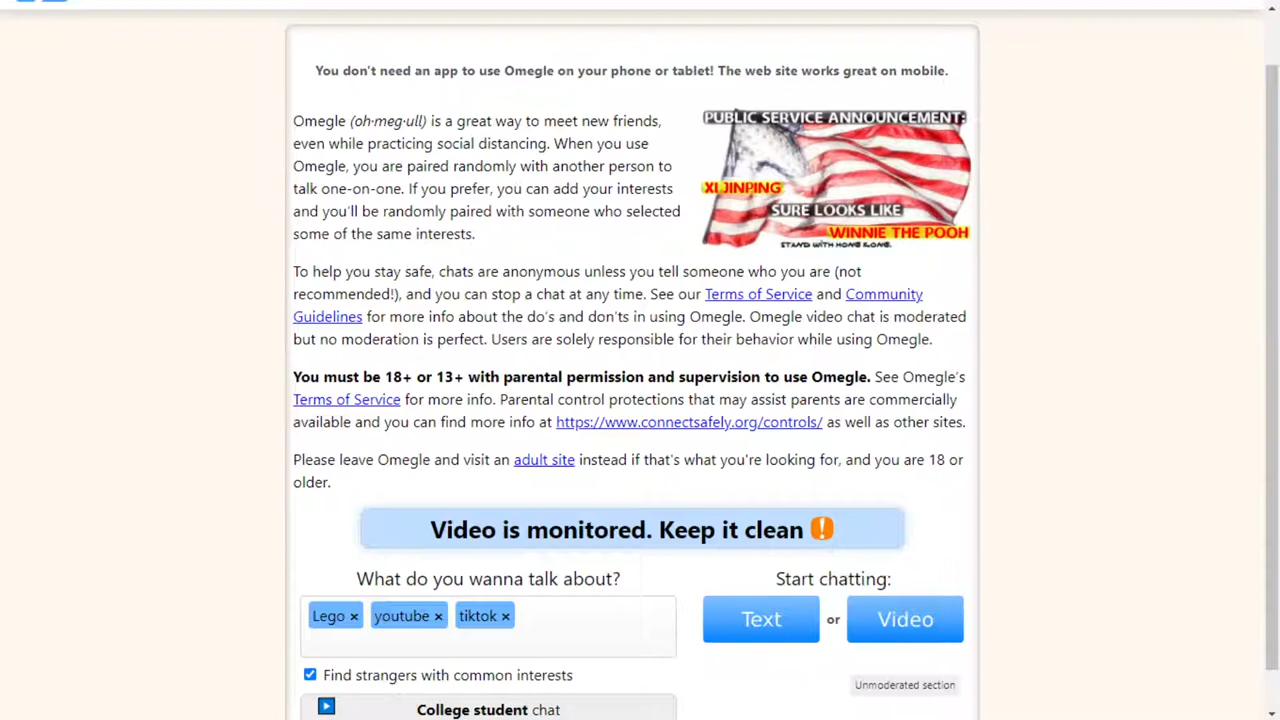 You don't need an app to use Omegle on your phone or tablet! The web site works great on mobile.
Omegle (oh·meg·ull) is a great way to meet new friends,
even while practicing social distancing. When you use
Omegle, you are paired randomly with another person to
talk one-on-one. If you prefer, you can add your interests
and you'll be randomly paired with someone who selected
some of the same interests.
PUBLIC SERVICE ANNOUNCEMENT:
XI JINPING
SURE LOOKS LIKE
WINNIE THE POOH
STAND WITH HONG KONG.
To help you stay safe, chats are anonymous unless you tell someone who you are (not
recommended!), and you can stop a chat at any time. See our Terms of Service and Community
Guidelines for more info about the do's and don'ts in using Omegle. Omegle video chat is moderated
but no moderation is perfect. Users are solely responsible for their behavior while using Omegle.
You must be 18+ or 13+ with parental permission and supervision to use Omegle. See Omegle's
Terms of Service for more info. Parental control protections that may assist parents are commercially
available and you can find more info at https://www.connectsafely.org/controls/ as well as other sites.
Please leave Omegle and visit an adult site instead if that's what you're looking for, and you are 18 or
older.
Video is monitored. Keep it clean !
What do you wanna talk about?
Lego × youtube × tiktok ×
Find strangers with common interests
College student chat
Start chatting:
Text or Video
Unmoderated section